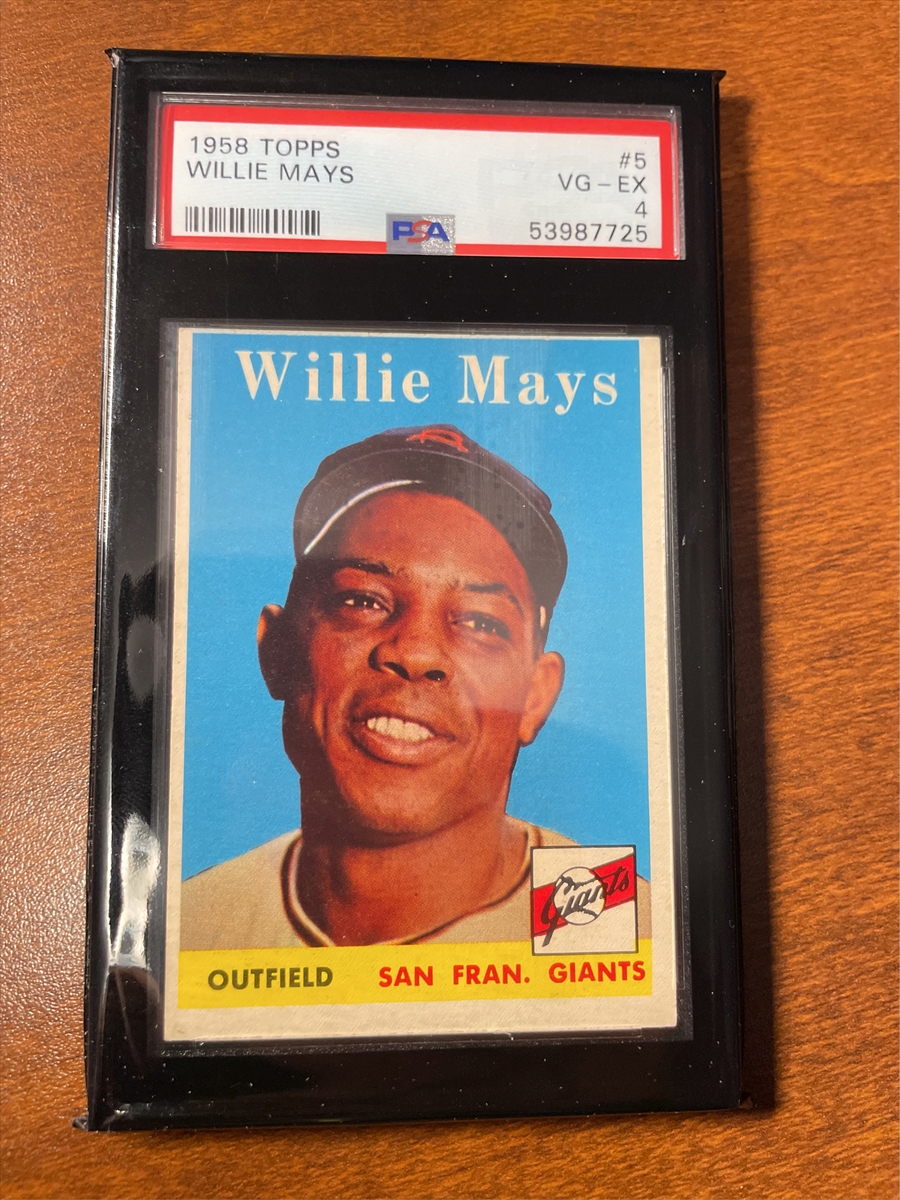 1958 TOPPS #5
WILLIE MAYS VG – EX
4
PSA 53987725
Willie Mays
Giants
OUTFIELD SAN FRAN. GIANTS